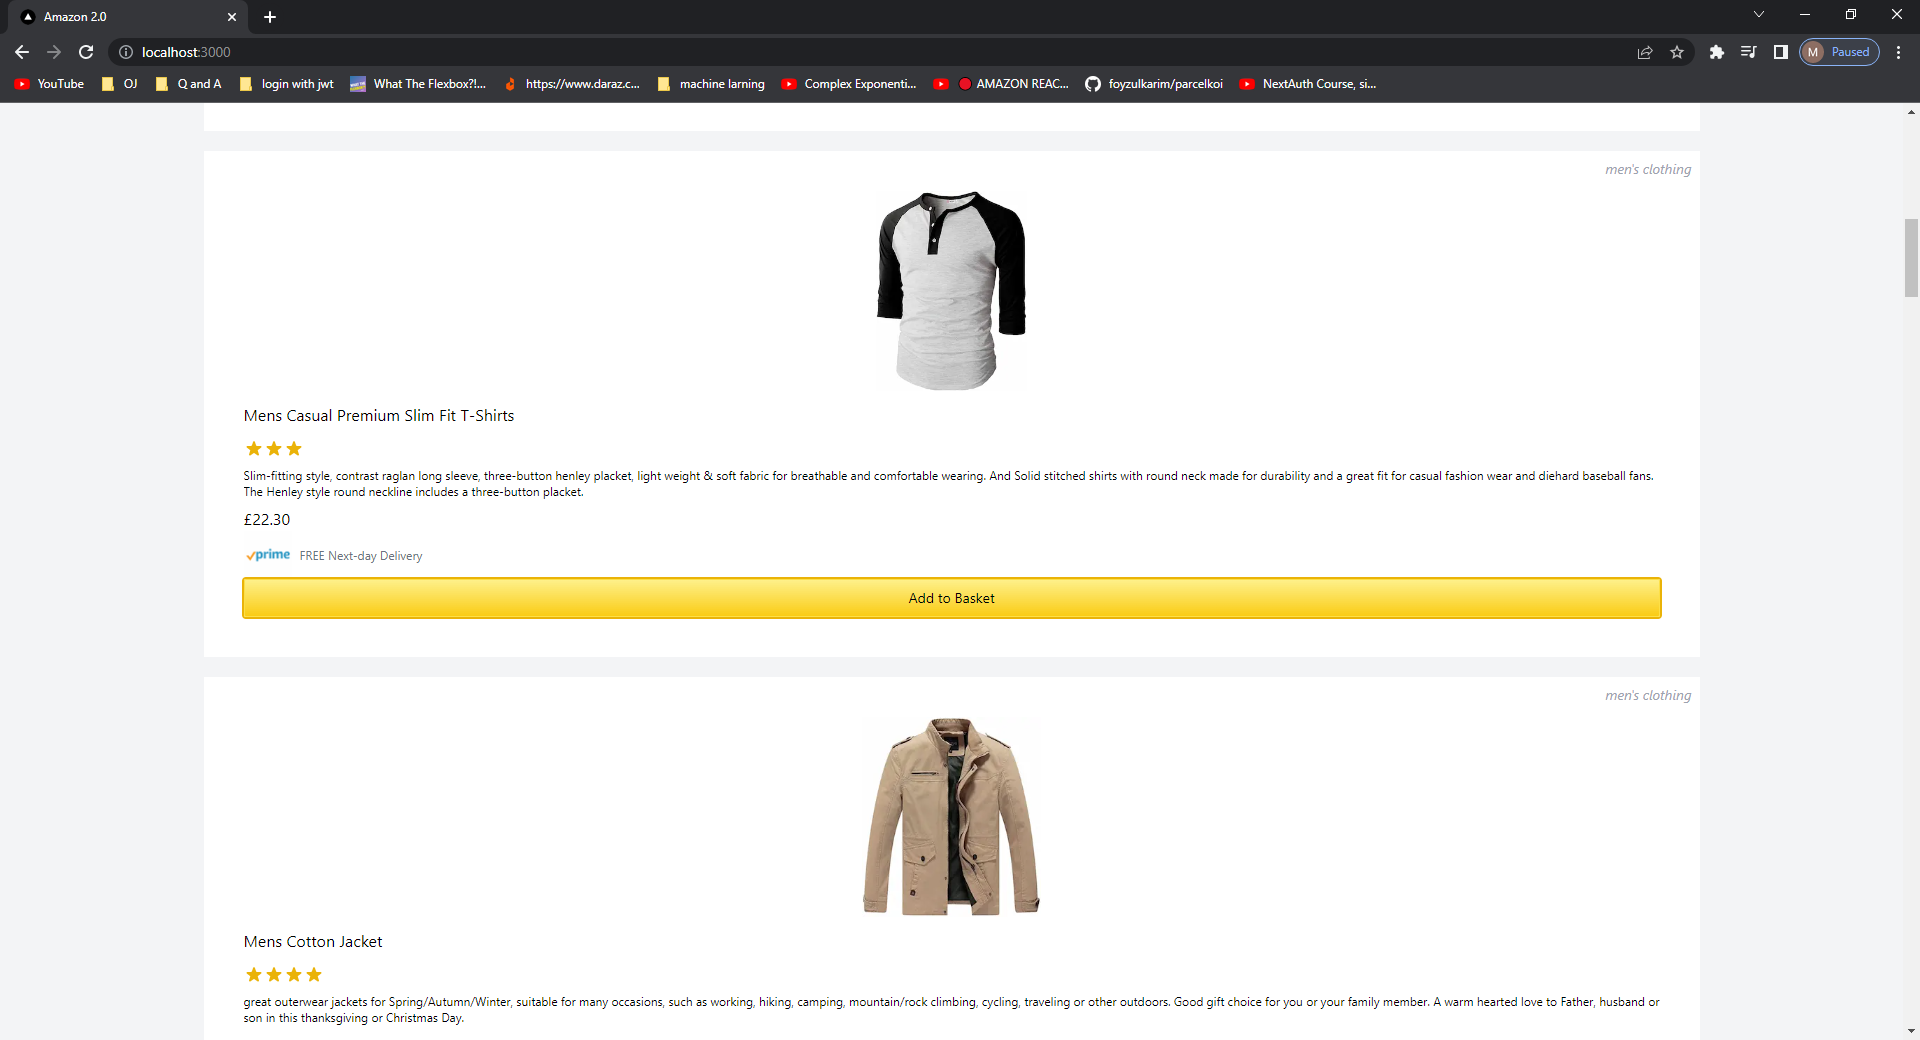 Amazon 2.0
localhost:3000
M Paused
YouTube
OJ
Q and A
login with jwt
What The Flexbox?!...
https://www.daraz.c...
machine larning
Complex Exponenti...
AMAZON REAC...
foyzulkarim/parcelkoi
NextAuth Course, si...
men's clothing
Mens Casual Premium Slim Fit T-Shirts
Slim-fitting style, contrast raglan long sleeve, three-button henley placket, light weight & soft fabric for breathable and comfortable wearing. And Solid stitched shirts with round neck made for durability and a great fit for casual fashion wear and diehard baseball fans.
The Henley style round neckline includes a three-button placket.
£22.30
prime FREE Next-day Delivery
Add to Basket
men's clothing
Mens Cotton Jacket
great outerwear jackets for Spring/Autumn/Winter, suitable for many occasions, such as working, hiking, camping, mountain/rock climbing, cycling, traveling or other outdoors. Good gift choice for you or your family member. A warm hearted love to Father, husband or
son in this thanksgiving or Christmas Day.